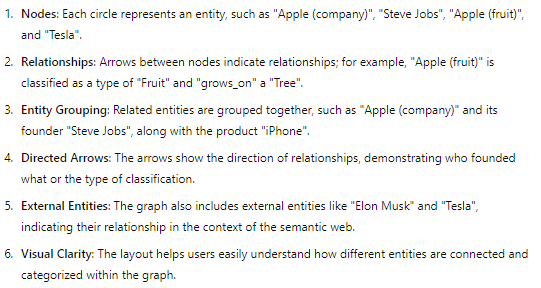 1. Nodes: Each circle represents an entity, such as "Apple (company)", "Steve Jobs", "Apple (fruit)",
and "Tesla".
2. Relationships: Arrows between nodes indicate relationships; for example, "Apple (fruit)" is
classified as a type of "Fruit" and "grows_on" a "Tree".
3. Entity Grouping: Related entities are grouped together, such as "Apple (company)" and its
founder "Steve Jobs", along with the product "iPhone".
4. Directed Arrows: The arrows show the direction of relationships, demonstrating who founded
what or the type of classification.
5. External Entities: The graph also includes external entities like "Elon Musk" and "Tesla",
indicating their relationship in the context of the semantic web.
6. Visual Clarity: The layout helps users easily understand how different entities are connected and
categorized within the graph.